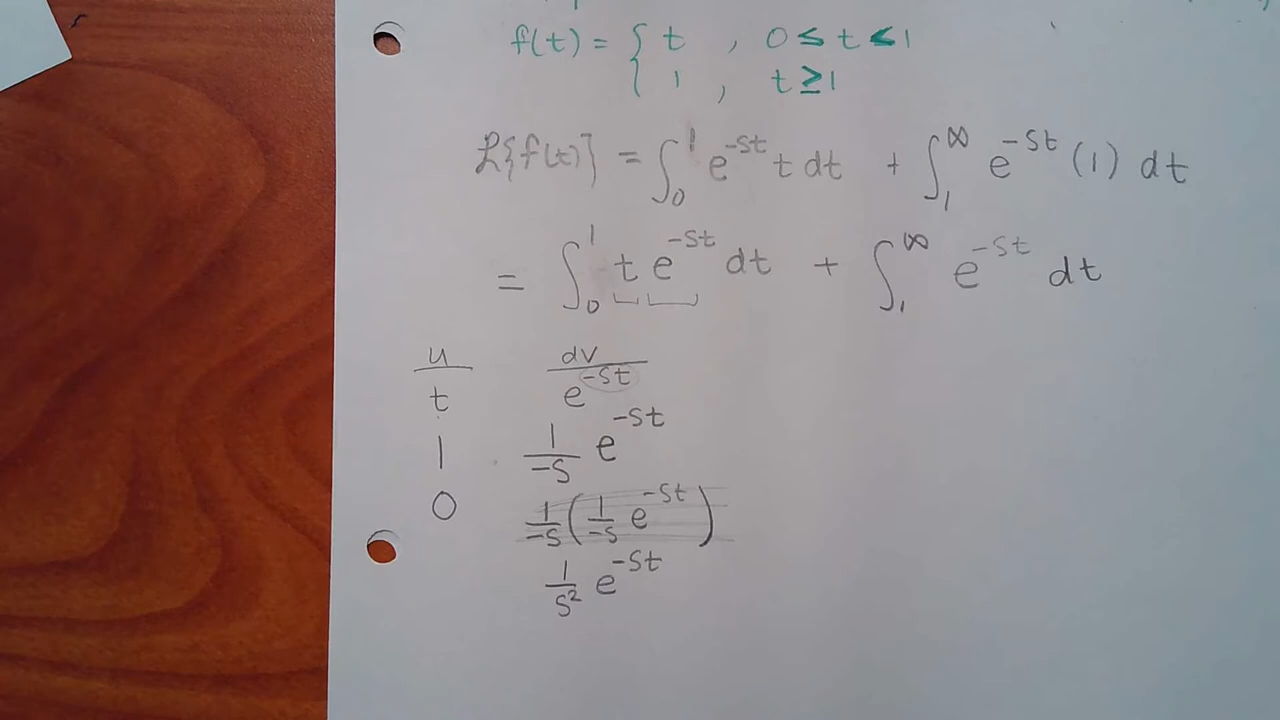 f(t) = { t , 0 ≤ t ≤ 1
1 , t ≥ 1
ℒ{f(t)} = ∫₀¹ e^{-st} t dt + ∫₁^∞ e^{-st} (1) dt
= ∫₀¹ t e^{-st} dt + ∫₁^∞ e^{-st} dt
u dv
t e^{-st}
1 1/-s e^{-st}
0 1/-s ( 1/-s e^{-st} )
1/s² e^{-st}